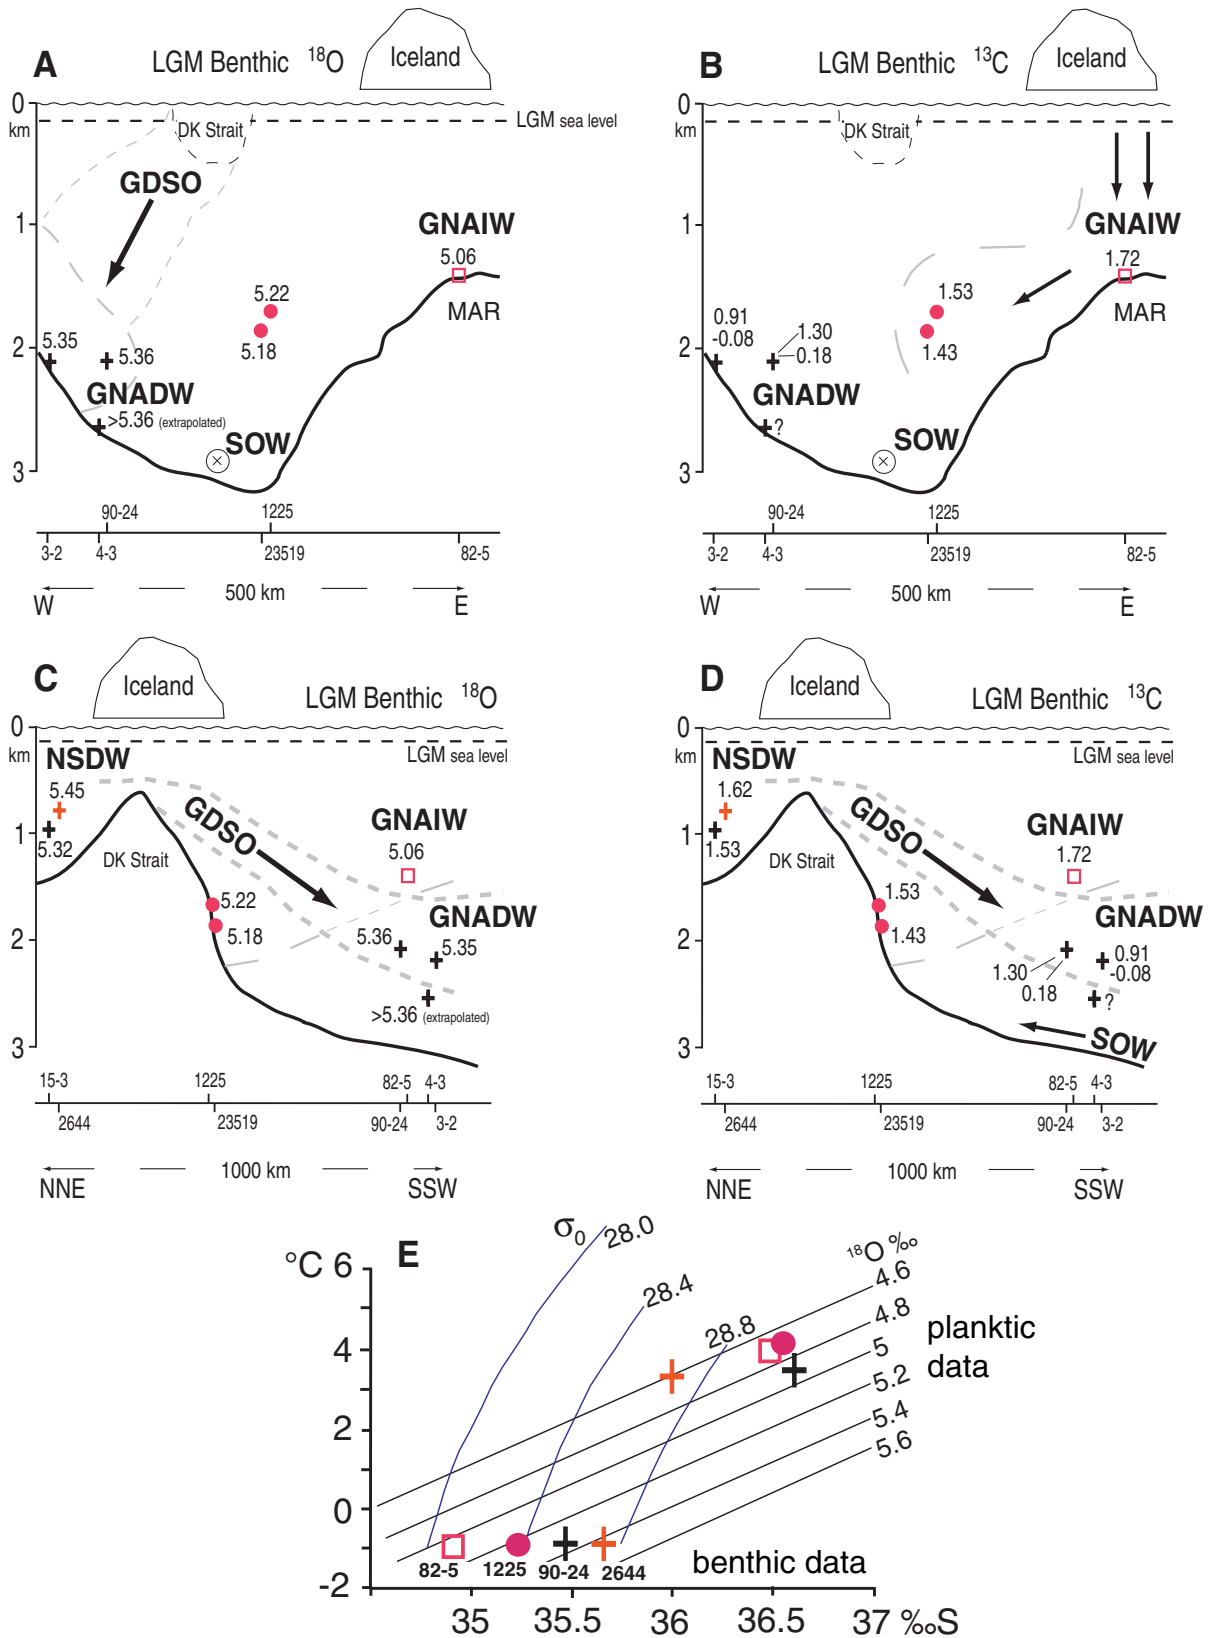 A LGM Benthic ¹⁸O Iceland
0
km
DK Strait
LGM sea level
GDSO
1
GNAIW
5.06
5.22
MAR
5.18
5.35
2
5.36
GNADW
>5.36 (extrapolated)
SOW
3
90-24 1225
3-2 4-3 23519 82-5
500 km
W E
B LGM Benthic ¹³C Iceland
0
km
DK Strait
1
GNAIW
1.72
1.53
MAR
0.91
-0.08
1.30
0.18
1.43
2
GNADW
?
SOW
3
90-24 1225
3-2 4-3 23519 82-5
500 km
W E
C Iceland LGM Benthic ¹⁸O
0
km
LGM sea level
NSDW
5.45
GDSO
GNAIW
1
5.32
DK Strait
5.06
5.22
GNADW
5.18
5.36
5.35
2
>5.36 (extrapolated)
3
15-3 1225 82-5 4-3
2644 23519 90-24 3-2
1000 km
NNE SSW
D Iceland LGM Benthic ¹³C
0
km
LGM sea level
NSDW
1.62
GDSO
GNAIW
1
1.53
DK Strait
1.72
1.53
GNADW
1.43
2
0.91
-0.08
1.30
0.18
?
SOW
3
15-3 1225 82-5 4-3
2644 23519 90-24 3-2
1000 km
NNE SSW
E
°C 6
4
2
0
-2
σ₀ 28.0
28.4
28.8
¹⁸O ‰
4.6
4.8
5
5.2
5.4
5.6
planktic
data
82-5 1225 90-24 2644
benthic data
35 35.5 36 36.5 37 ‰S